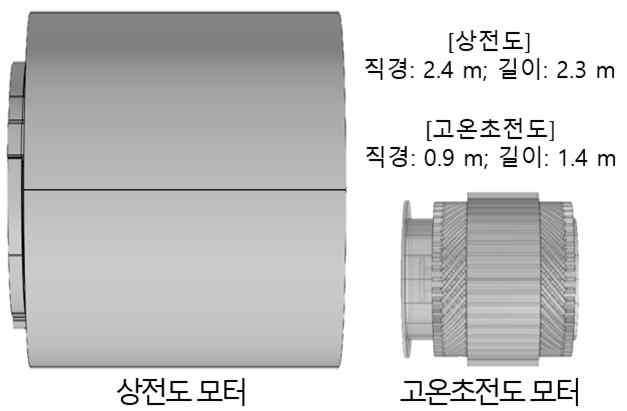 [상전도]
직경: 2.4 m; 길이: 2.3 m
[고온초전도]
직경: 0.9 m; 길이: 1.4 m
상전도 모터
고온초전도 모터